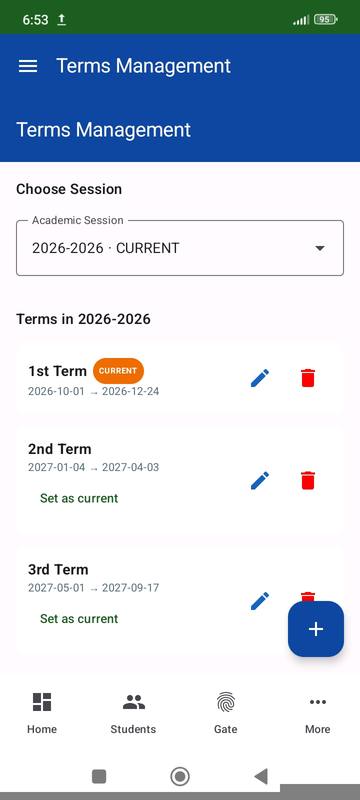 6:53
95
Terms Management
Terms Management
Choose Session
Academic Session
2026-2026 · CURRENT
Terms in 2026-2026
1st Term CURRENT
2026-10-01 → 2026-12-24
2nd Term
2027-01-04 → 2027-04-03
Set as current
3rd Term
2027-05-01 → 2027-09-17
Set as current
Home Students Gate More